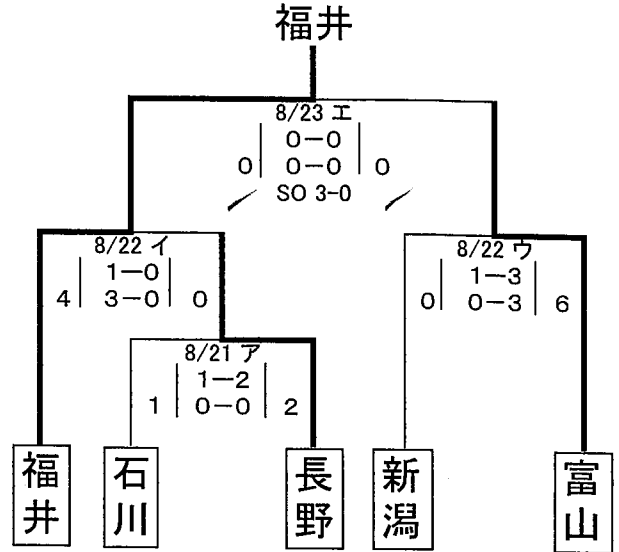 福井
8/23 エ
0-0
0 0-0 0
SO 3-0
8/22 イ
1-0
4 3-0 0
8/22 ウ
1-3
0 0-3 6
8/21 ア
1-2
1 0-0 2
福井
石川
長野
新潟
富山